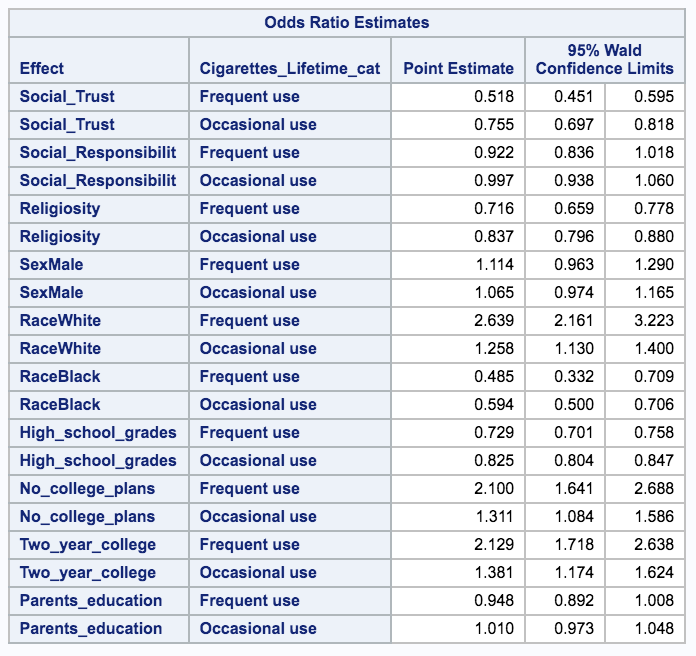 Odds Ratio Estimates
Effect Cigarettes_Lifetime_cat Point Estimate 95% Wald Confidence Limits
Social_Trust Frequent use 0.518 0.451 0.595
Social_Trust Occasional use 0.755 0.697 0.818
Social_Responsibilit Frequent use 0.922 0.836 1.018
Social_Responsibilit Occasional use 0.997 0.938 1.060
Religiosity Frequent use 0.716 0.659 0.778
Religiosity Occasional use 0.837 0.796 0.880
SexMale Frequent use 1.114 0.963 1.290
SexMale Occasional use 1.065 0.974 1.165
RaceWhite Frequent use 2.639 2.161 3.223
RaceWhite Occasional use 1.258 1.130 1.400
RaceBlack Frequent use 0.485 0.332 0.709
RaceBlack Occasional use 0.594 0.500 0.706
High_school_grades Frequent use 0.729 0.701 0.758
High_school_grades Occasional use 0.825 0.804 0.847
No_college_plans Frequent use 2.100 1.641 2.688
No_college_plans Occasional use 1.311 1.084 1.586
Two_year_college Frequent use 2.129 1.718 2.638
Two_year_college Occasional use 1.381 1.174 1.624
Parents_education Frequent use 0.948 0.892 1.008
Parents_education Occasional use 1.010 0.973 1.048